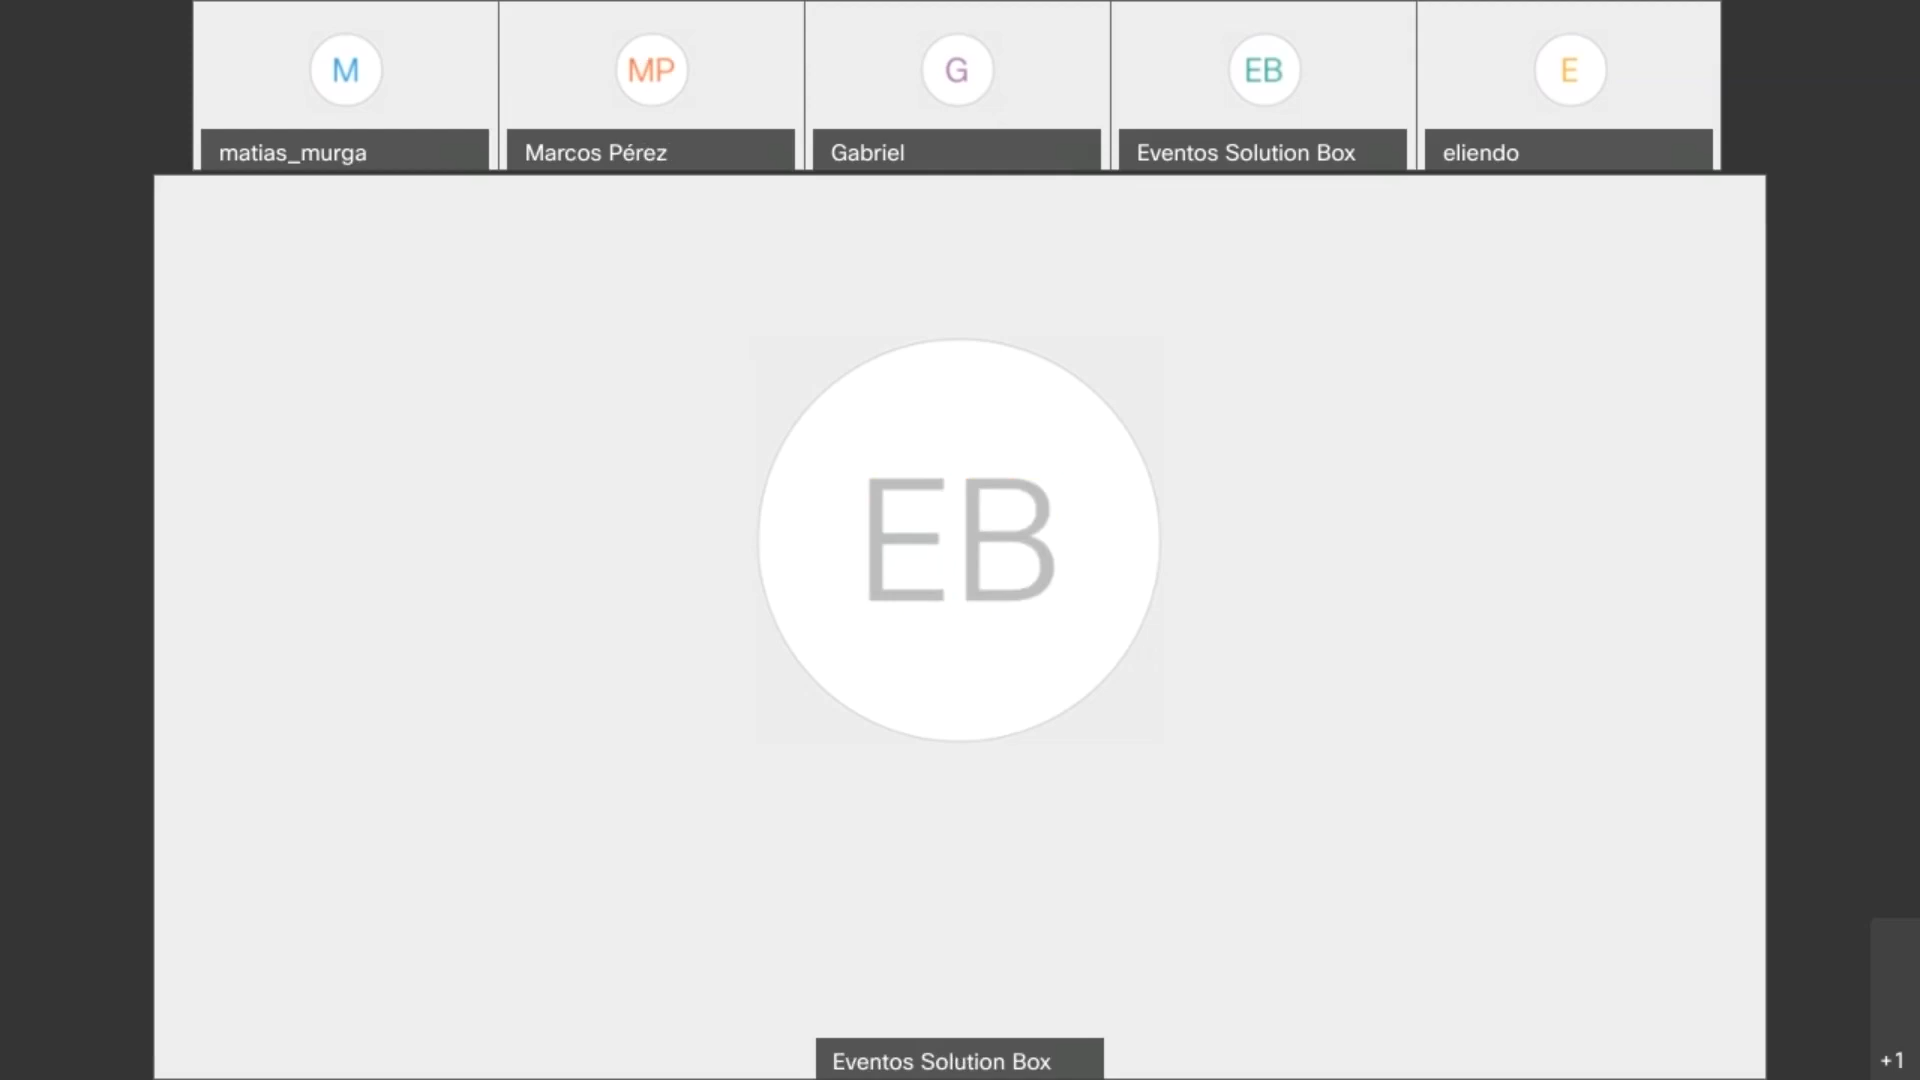 M
MP
G
EB
E
matias_murga
Marcos Pérez
Gabriel
Eventos Solution Box
eliendo
EB
Eventos Solution Box
+1